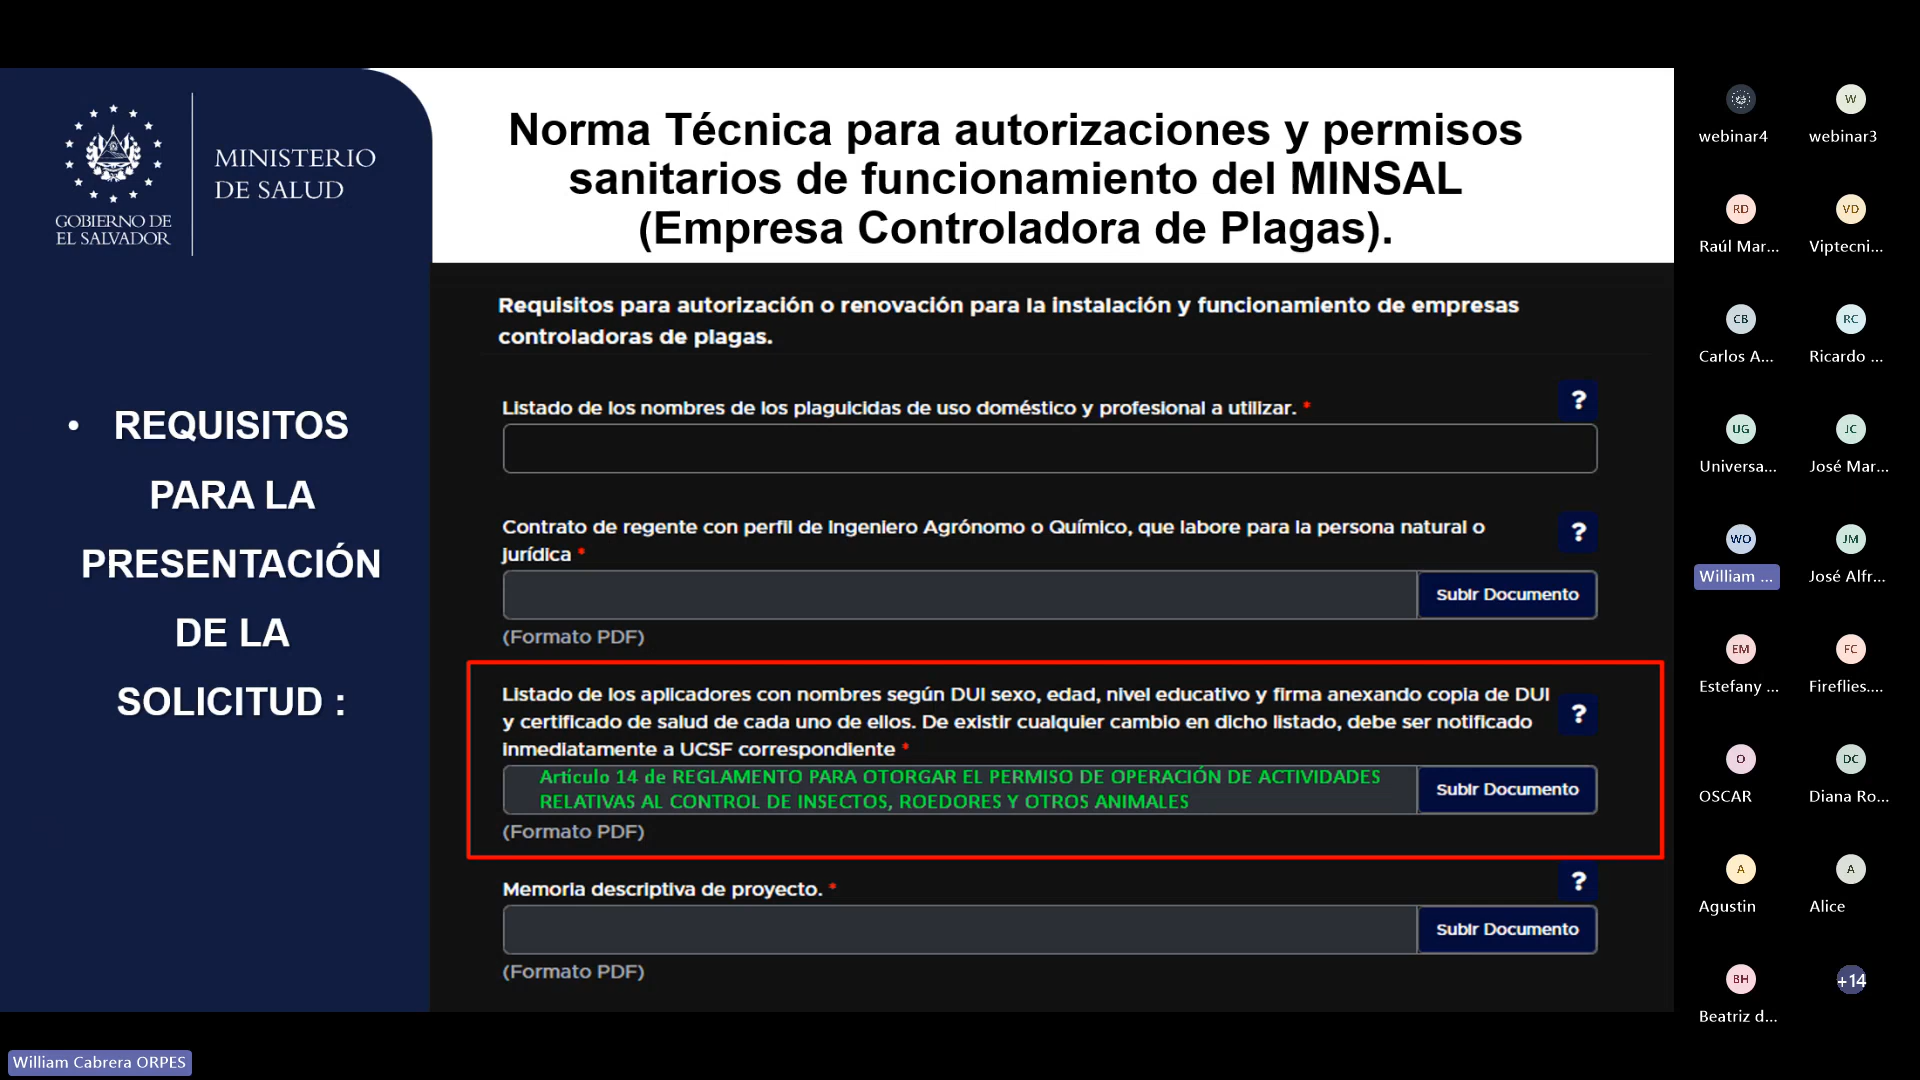 GOBIERNO DE
EL SALVADOR
MINISTERIO
DE SALUD
Norma Técnica para autorizaciones y permisos
sanitarios de funcionamiento del MINSAL
(Empresa Controladora de Plagas).
• REQUISITOS
PARA LA
PRESENTACIÓN
DE LA
SOLICITUD :
Requisitos para autorización o renovación para la instalación y funcionamiento de empresas
controladoras de plagas.
Listado de los nombres de los plaguicidas de uso doméstico y profesional a utilizar. *
?
Contrato de regente con perfil de Ingeniero Agrónomo o Químico, que labore para la persona natural o
jurídica *
?
Subir Documento
(Formato PDF)
Listado de los aplicadores con nombres según DUI sexo, edad, nivel educativo y firma anexando copia de DUI
y certificado de salud de cada uno de ellos. De existir cualquier cambio en dicho listado, debe ser notificado
inmediatamente a UCSF correspondiente *
?
Artículo 14 de REGLAMENTO PARA OTORGAR EL PERMISO DE OPERACIÓN DE ACTIVIDADES
RELATIVAS AL CONTROL DE INSECTOS, ROEDORES Y OTROS ANIMALES
Subir Documento
(Formato PDF)
Memoria descriptiva de proyecto. *
?
Subir Documento
(Formato PDF)
webinar4
W
webinar3
RD
Raúl Mar...
VD
Viptecni...
CB
Carlos A...
RC
Ricardo ...
UG
Universa...
JC
José Mar...
WO
William ...
JM
José Alfr...
EM
Estefany ...
FC
Fireflies....
O
OSCAR
DC
Diana Ro...
A
Agustin
A
Alice
BH
Beatriz d...
+14
William Cabrera ORPES